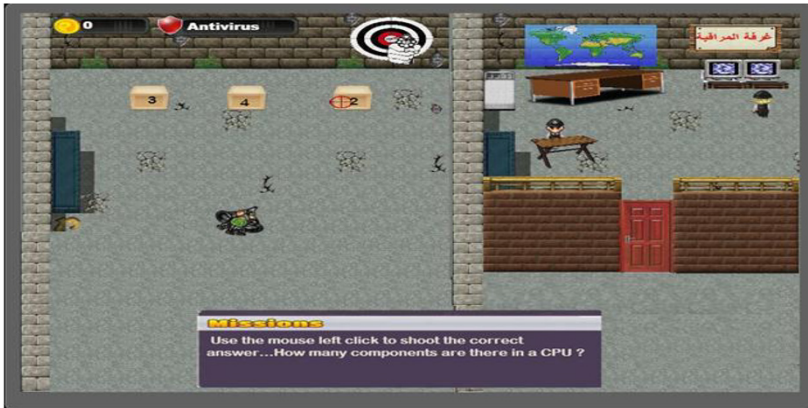 0
Antivirus
غرفة المراقبة
3
4
2
Missions
Use the mouse left click to shoot the correct
answer...How many components are there in a CPU ?